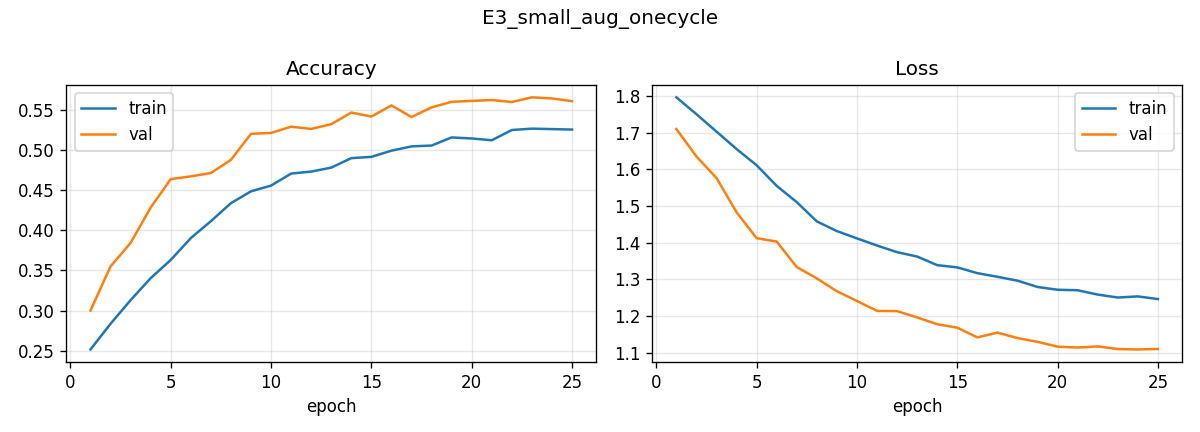 E3_small_aug_onecycle
Accuracy
train
val
0.55
0.50
0.45
0.40
0.35
0.30
0.25
0 5 10 15 20 25
epoch
Loss
train
val
1.8
1.7
1.6
1.5
1.4
1.3
1.2
1.1
0 5 10 15 20 25
epoch